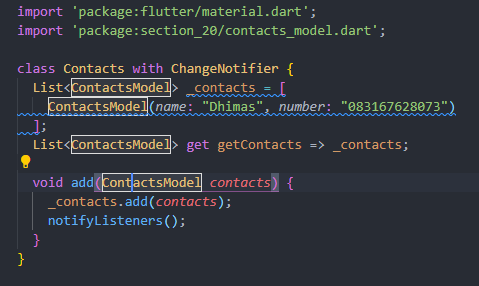 import 'package:flutter/material.dart';
import 'package:section_20/contacts_model.dart';
class Contacts with ChangeNotifier {
List<ContactsModel> _contacts = [
ContactsModel(name: "Dhimas", number: "083167628073")
];
List<ContactsModel> get getContacts => _contacts;
void add(ContactsModel contacts) {
_contacts.add(contacts);
notifyListeners();
}
}